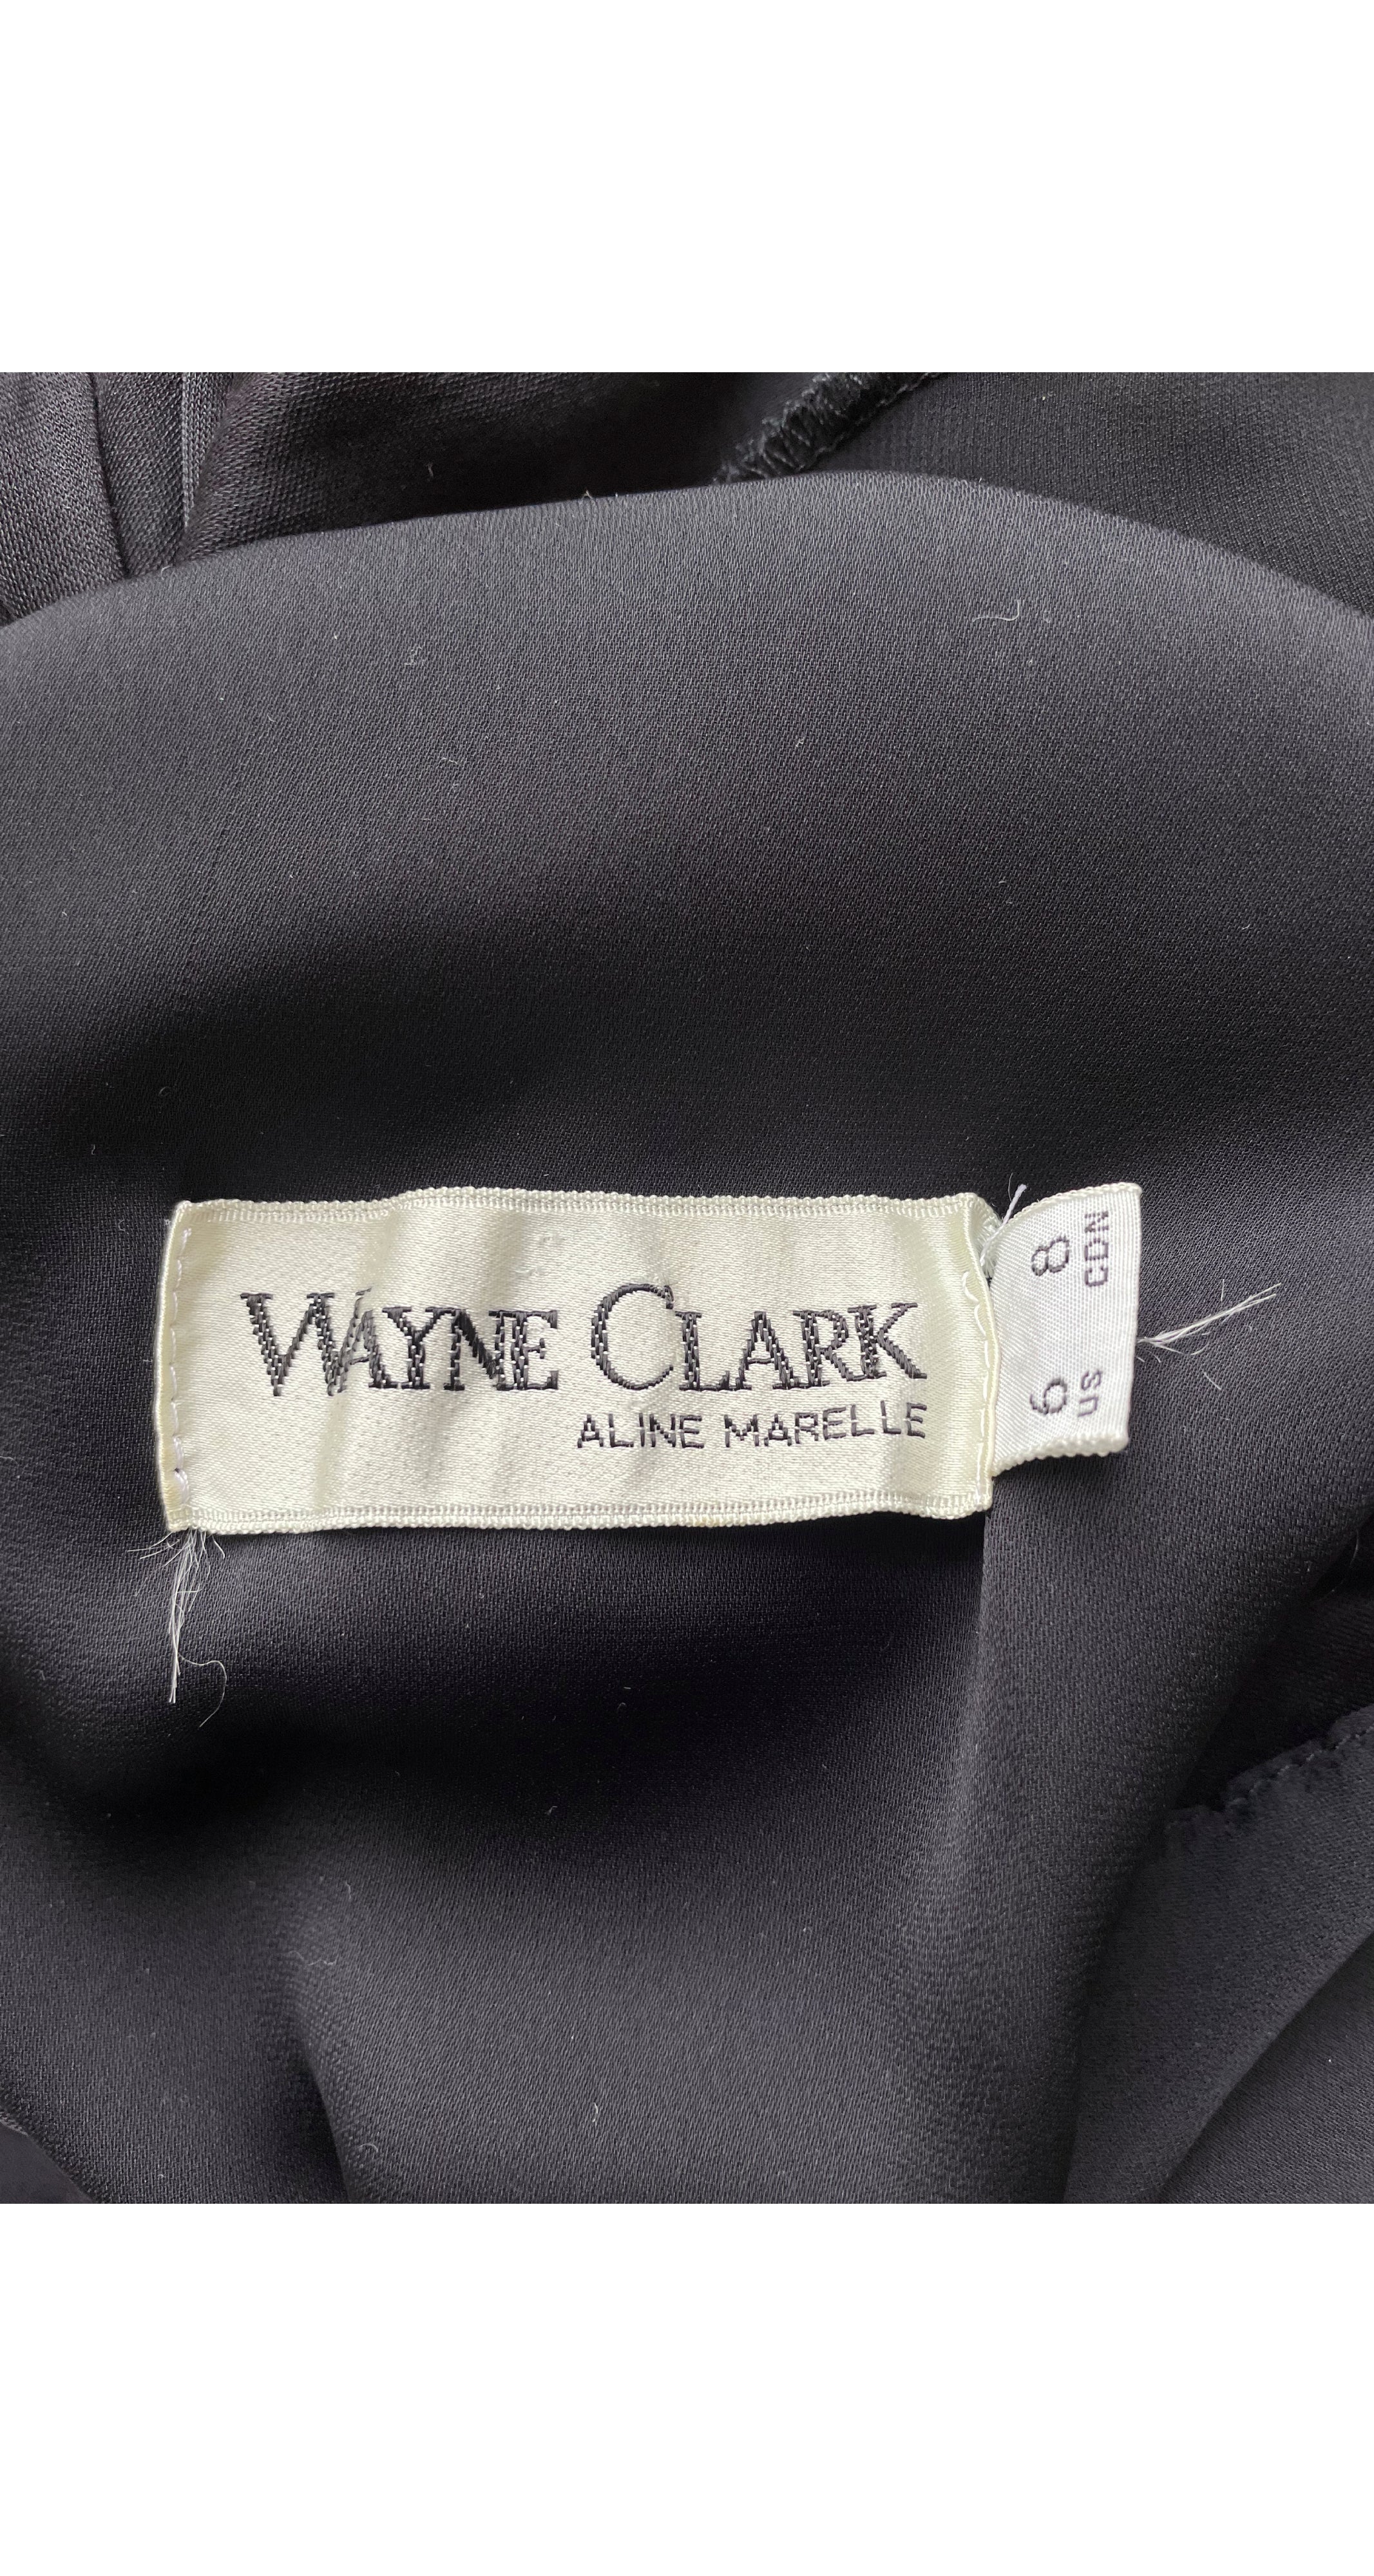 WAYNE CLARK
ALINE MARELLE
6 8
US CDN